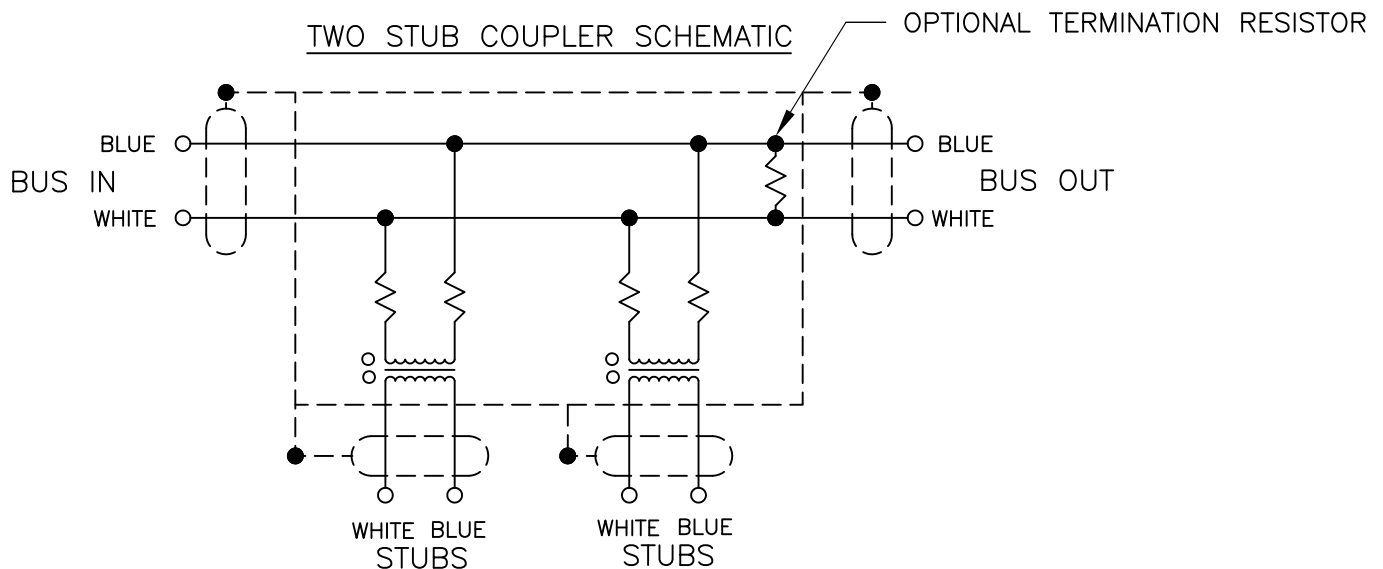 TWO STUB COUPLER SCHEMATIC
OPTIONAL TERMINATION RESISTOR
BLUE
BUS IN
WHITE
BLUE
BUS OUT
WHITE
WHITE BLUE
STUBS
WHITE BLUE
STUBS